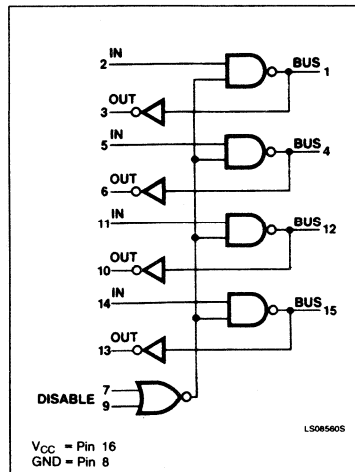 IN
2
BUS
1
OUT
3
IN
5
BUS
4
OUT
6
IN
11
BUS
12
OUT
10
IN
14
BUS
15
OUT
13
DISABLE
7
9
LS08560S
VCC = Pin 16
GND = Pin 8